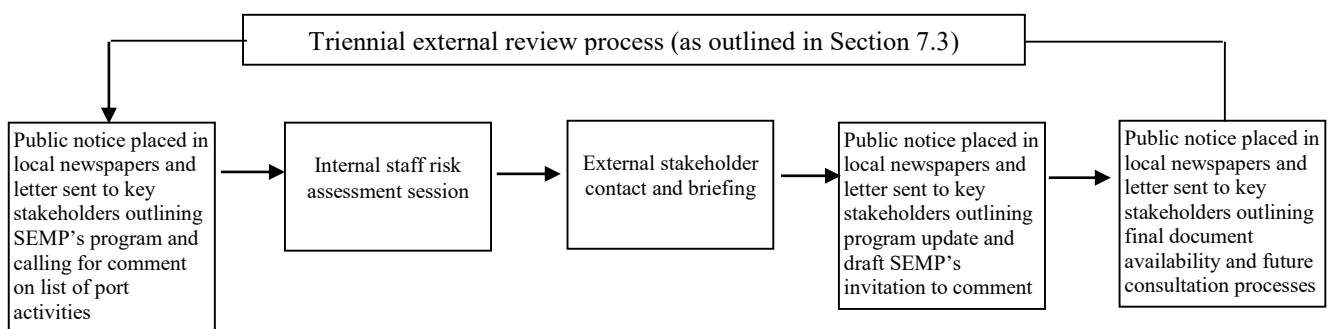 Triennial external review process (as outlined in Section 7.3)
Public notice placed in
local newspapers and
letter sent to key
stakeholders outlining
SEMP’s program and
calling for comment
on list of port
activities
Internal staff risk
assessment session
External stakeholder
contact and briefing
Public notice placed in
local newspapers and
letter sent to key
stakeholders outlining
program update and
draft SEMP’s
invitation to comment
Public notice placed in
local newspapers and
letter sent to key
stakeholders outlining
final document
availability and future
consultation processes